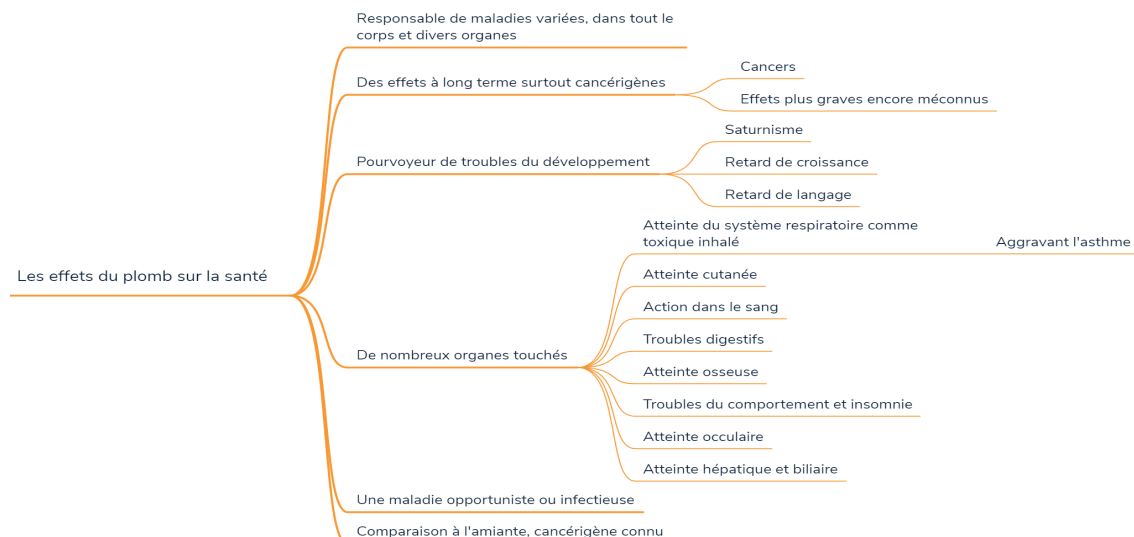 Responsable de maladies variées, dans tout le
corps et divers organes
Des effets à long terme surtout cancérigènes
Cancers
Effets plus graves encore méconnus
Pourvoyeur de troubles du développement
Saturnisme
Retard de croissance
Retard de langage
Les effets du plomb sur la santé
De nombreux organes touchés
Atteinte du système respiratoire comme
toxique inhalé
Aggravant l'asthme
Atteinte cutanée
Action dans le sang
Troubles digestifs
Atteinte osseuse
Troubles du comportement et insomnie
Atteinte occulaire
Atteinte hépatique et biliaire
Une maladie opportuniste ou infectieuse
Comparaison à l'amiante, cancérigène connu